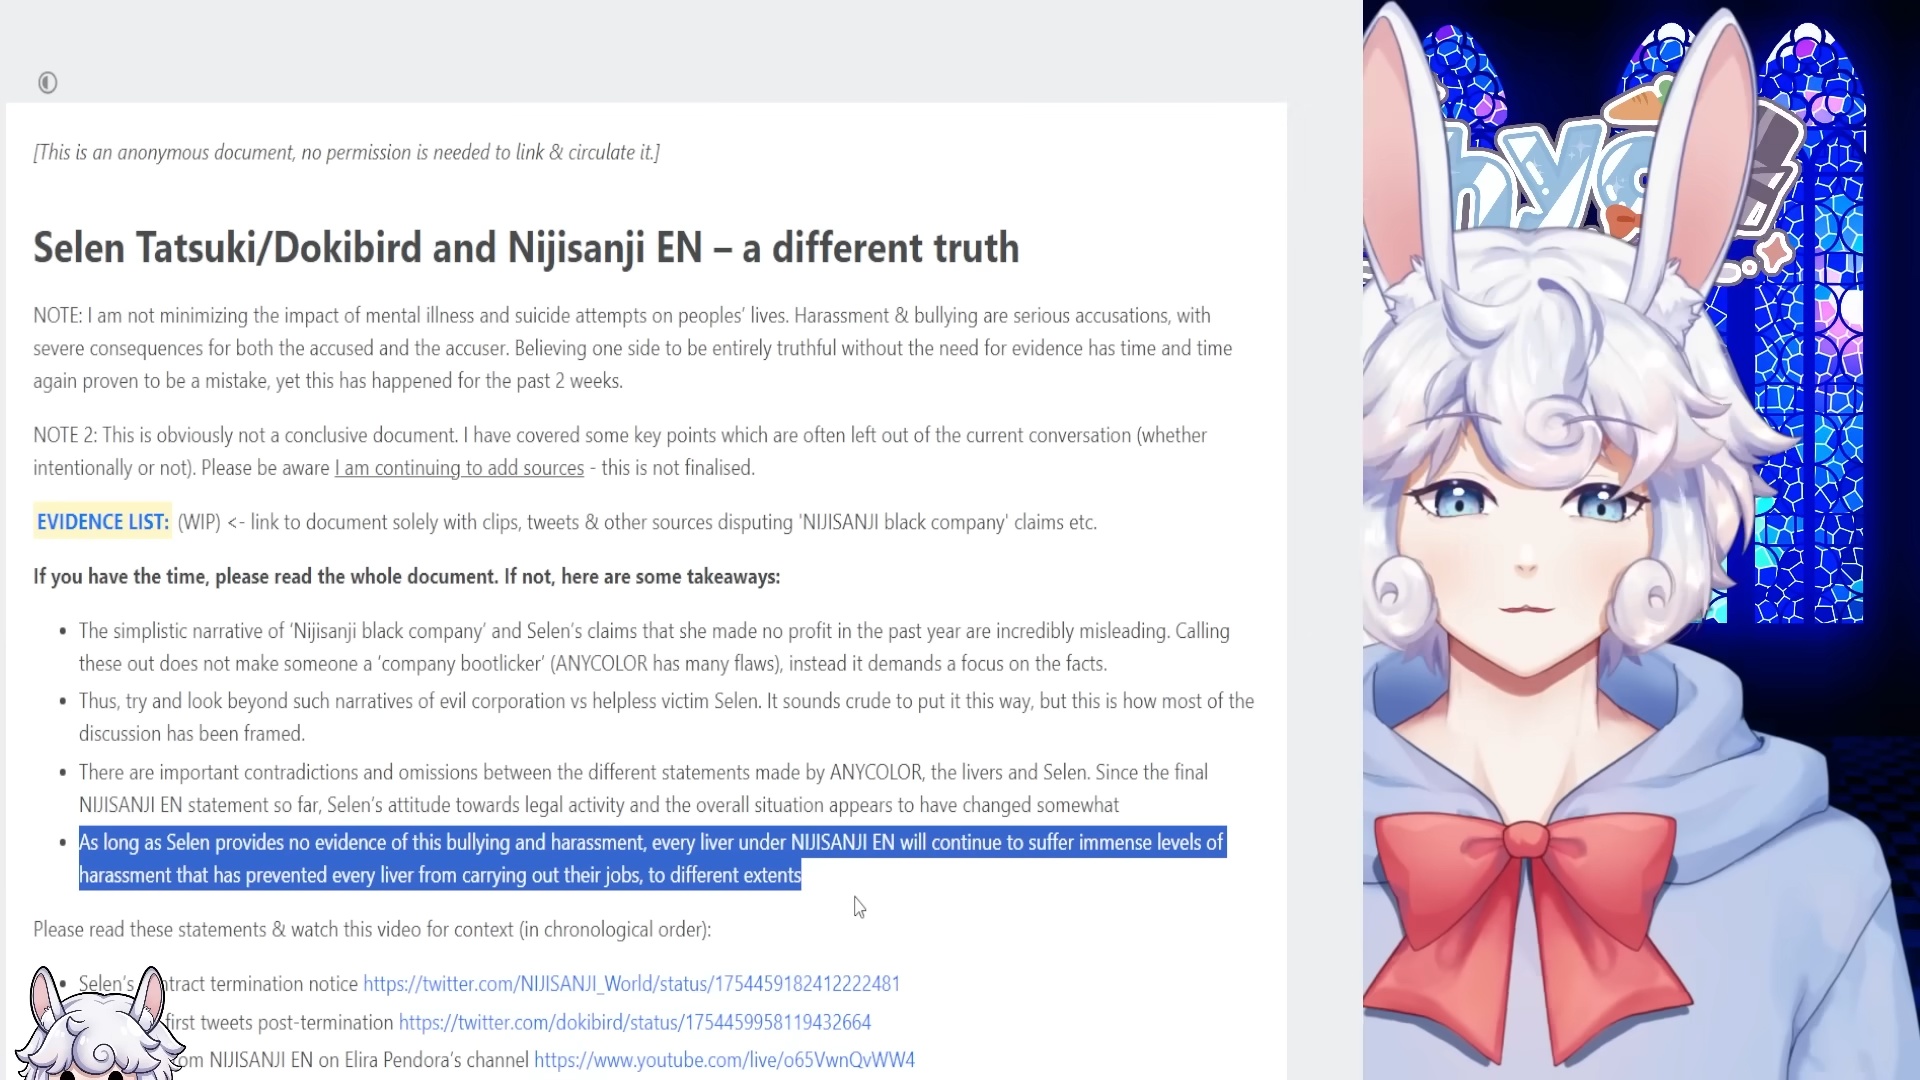 [This is an anonymous document, no permission is needed to link & circulate it.]
Selen Tatsuki/Dokibird and Nijisanji EN – a different truth
NOTE: I am not minimizing the impact of mental illness and suicide attempts on peoples’ lives. Harassment & bullying are serious accusations, with
severe consequences for both the accused and the accuser. Believing one side to be entirely truthful without the need for evidence has time and time
again proven to be a mistake, yet this has happened for the past 2 weeks.
NOTE 2: This is obviously not a conclusive document. I have covered some key points which are often left out of the current conversation (whether
intentionally or not). Please be aware I am continuing to add sources - this is not finalised.
EVIDENCE LIST: (WIP) <- link to document solely with clips, tweets & other sources disputing 'NIJISANJI black company' claims etc.
If you have the time, please read the whole document. If not, here are some takeaways:
• The simplistic narrative of ‘Nijisanji black company’ and Selen’s claims that she made no profit in the past year are incredibly misleading. Calling
these out does not make someone a ‘company bootlicker’ (ANYCOLOR has many flaws), instead it demands a focus on the facts.
• Thus, try and look beyond such narratives of evil corporation vs helpless victim Selen. It sounds crude to put it this way, but this is how most of the
discussion has been framed.
• There are important contradictions and omissions between the different statements made by ANYCOLOR, the livers and Selen. Since the final
NIJISANJI EN statement so far, Selen’s attitude towards legal activity and the overall situation appears to have changed somewhat
• As long as Selen provides no evidence of this bullying and harassment, every liver under NIJISANJI EN will continue to suffer immense levels of
harassment that has prevented every liver from carrying out their jobs, to different extents
Please read these statements & watch this video for context (in chronological order):
• Selen’s tract termination notice https://twitter.com/NIJISANJI_World/status/1754459182412222481
first tweets post-termination https://twitter.com/dokibird/status/1754459958119432664
om NIJISANJI EN on Elira Pendora’s channel https://www.youtube.com/live/o65VwnQvWW4